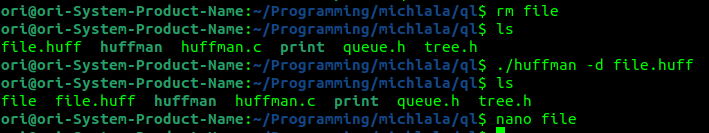 ori@ori-System-Product-Name:~/Programming/michlala/ql$ rm file
ori@ori-System-Product-Name:~/Programming/michlala/ql$ ls
file.huff  huffman  huffman.c  print  queue.h  tree.h
ori@ori-System-Product-Name:~/Programming/michlala/ql$ ./huffman -d file.huff
ori@ori-System-Product-Name:~/Programming/michlala/ql$ ls
file  file.huff  huffman  huffman.c  print  queue.h  tree.h
ori@ori-System-Product-Name:~/Programming/michlala/ql$ nano file